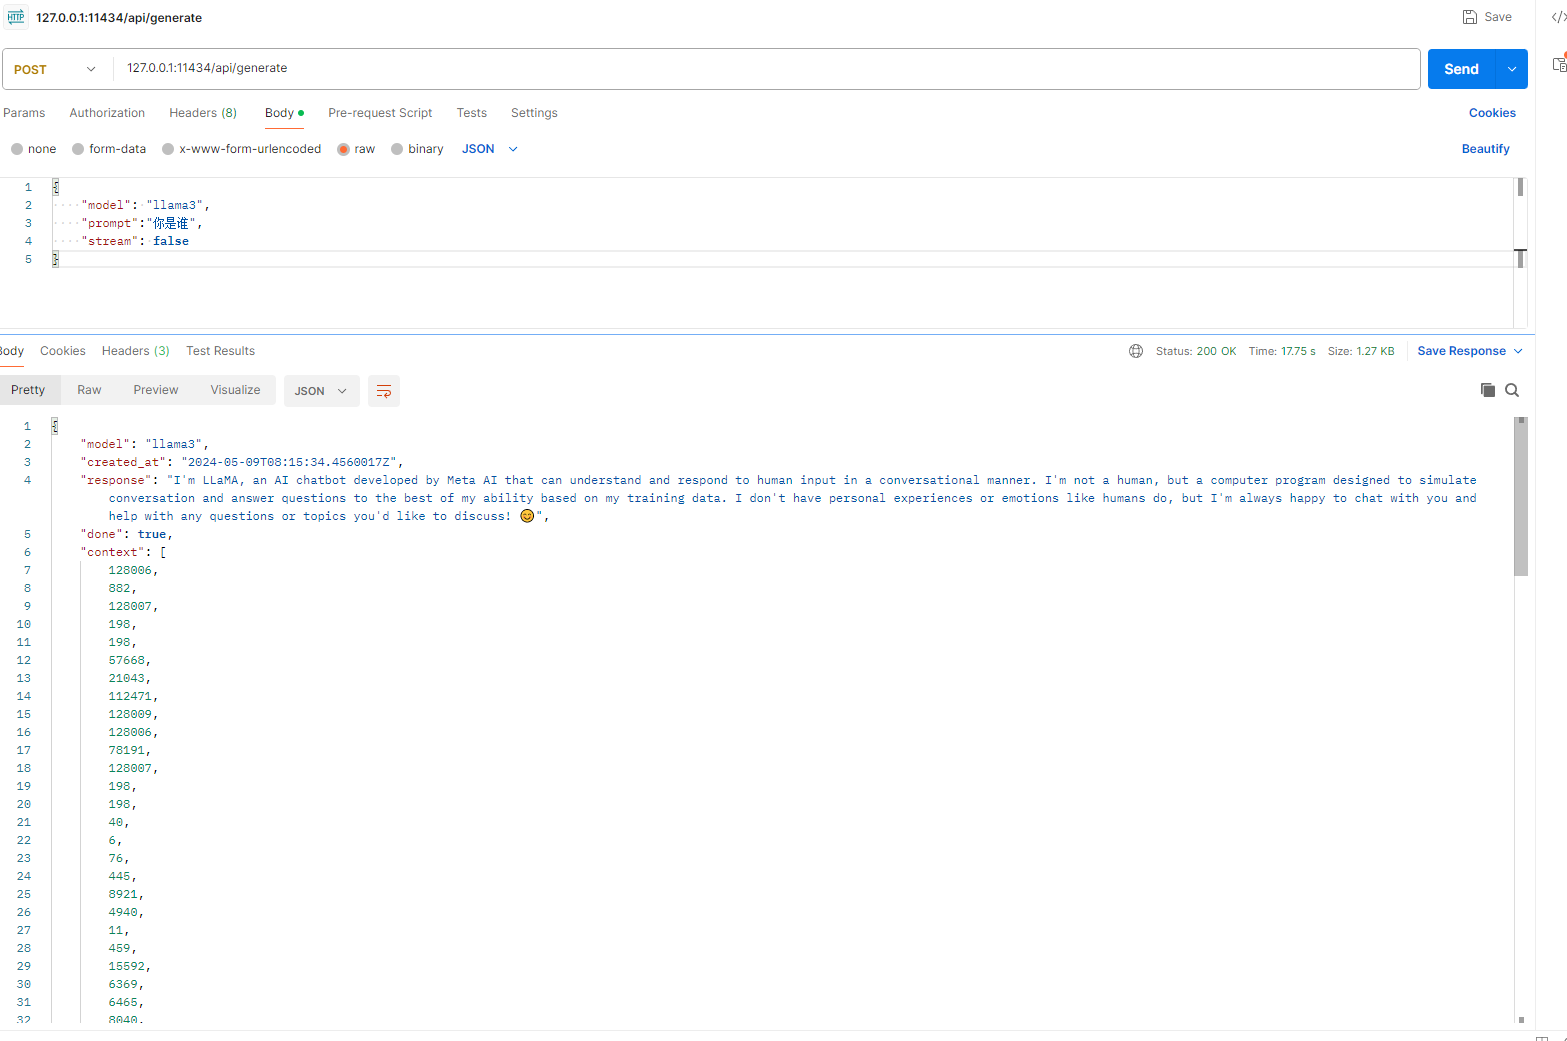 HTTP 127.0.0.1:11434/api/generate Save
POST 127.0.0.1:11434/api/generate Send
Params Authorization Headers (8) Body Pre-request Script Tests Settings Cookies
none form-data x-www-form-urlencoded raw binary JSON Beautify
1 {
2 "model": "llama3",
3 "prompt":"你是谁",
4 "stream": false
5 }
Body Cookies Headers (3) Test Results Status: 200 OK Time: 17.75 s Size: 1.27 KB Save Response
Pretty Raw Preview Visualize JSON
1 {
2 "model": "llama3",
3 "created_at": "2024-05-09T08:15:34.4560017Z",
4 "response": "I'm LLaMA, an AI chatbot developed by Meta AI that can understand and respond to human input in a conversational manner. I'm not a human, but a computer program designed to simulate
conversation and answer questions to the best of my ability based on my training data. I don't have personal experiences or emotions like humans do, but I'm always happy to chat with you and
help with any questions or topics you'd like to discuss! 😊",
5 "done": true,
6 "context": [
7 128006,
8 882,
9 128007,
10 198,
11 198,
12 57668,
13 21043,
14 112471,
15 128009,
16 128006,
17 78191,
18 128007,
19 198,
20 198,
21 40,
22 6,
23 76,
24 445,
25 8921,
26 4940,
27 11,
28 459,
29 15592,
30 6369,
31 6465,
32 8040,